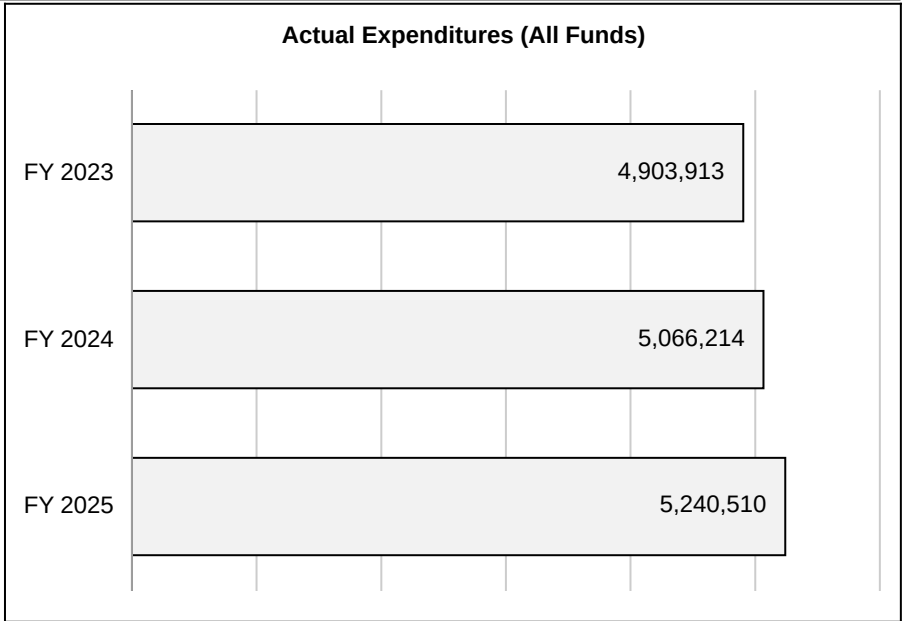 Actual Expenditures (All Funds)
FY 2023
4,903,913
FY 2024
5,066,214
FY 2025
5,240,510